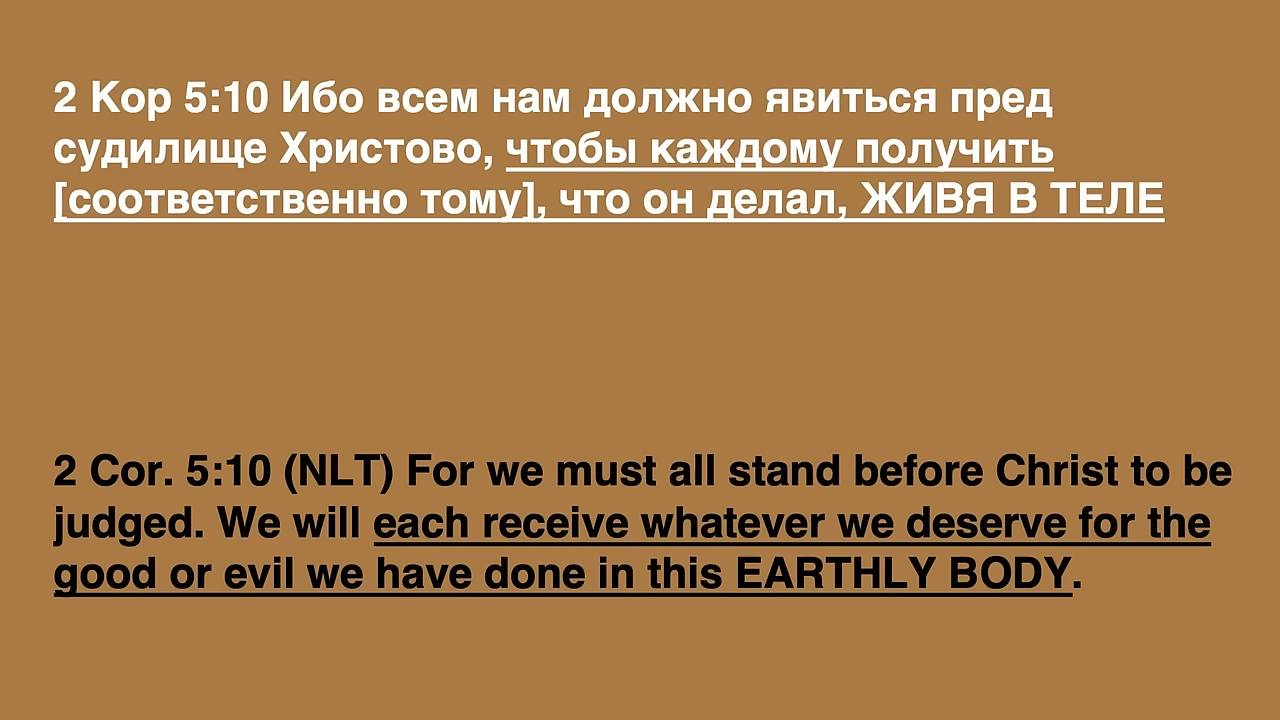 2 Кор 5:10 Ибо всем нам должно явиться пред
судилище Христово, чтобы каждому получить
[соответственно тому], что он делал, ЖИВЯ В ТЕЛЕ
2 Cor. 5:10 (NLT) For we must all stand before Christ to be
judged. We will each receive whatever we deserve for the
good or evil we have done in this EARTHLY BODY.